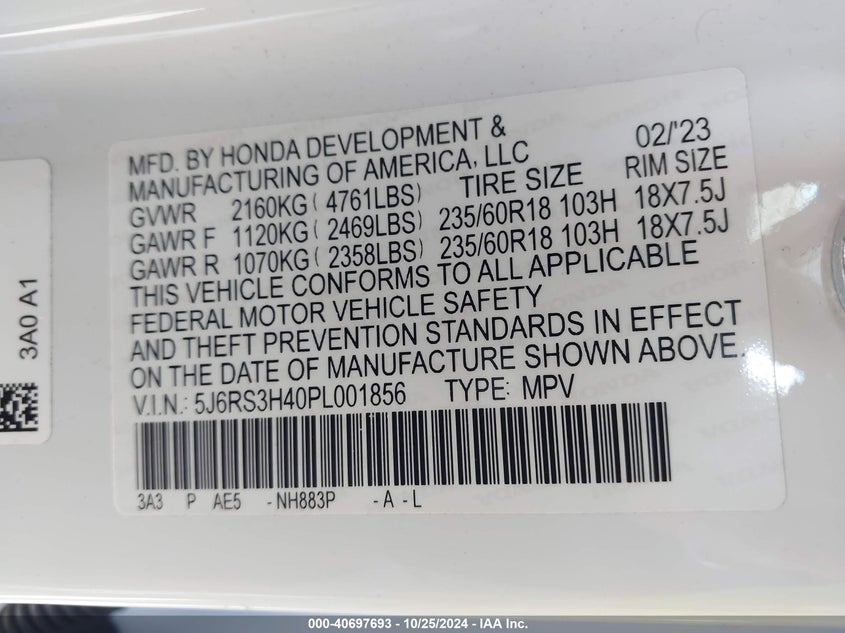 MFD. BY HONDA DEVELOPMENT & 02/'23
MANUFACTURING OF AMERICA, LLC TIRE SIZE RIM SIZE
GVWR 2160KG( 4761LBS)
GAWR F 1120KG( 2469LBS) 235/60R18 103H 18X7.5J
GAWR R 1070KG( 2358LBS) 235/60R18 103H 18X7.5J
THIS VEHICLE CONFORMS TO ALL APPLICABLE
FEDERAL MOTOR VEHICLE SAFETY
AND THEFT PREVENTION STANDARDS IN EFFECT
ON THE DATE OF MANUFACTURE SHOWN ABOVE.
V.I.N.: 5J6RS3H40PL001856 TYPE: MPV
3A3 P AE5 -NH883P -A -L
3A0 A1
000-40697693 - 10/25/2024 - IAA Inc.